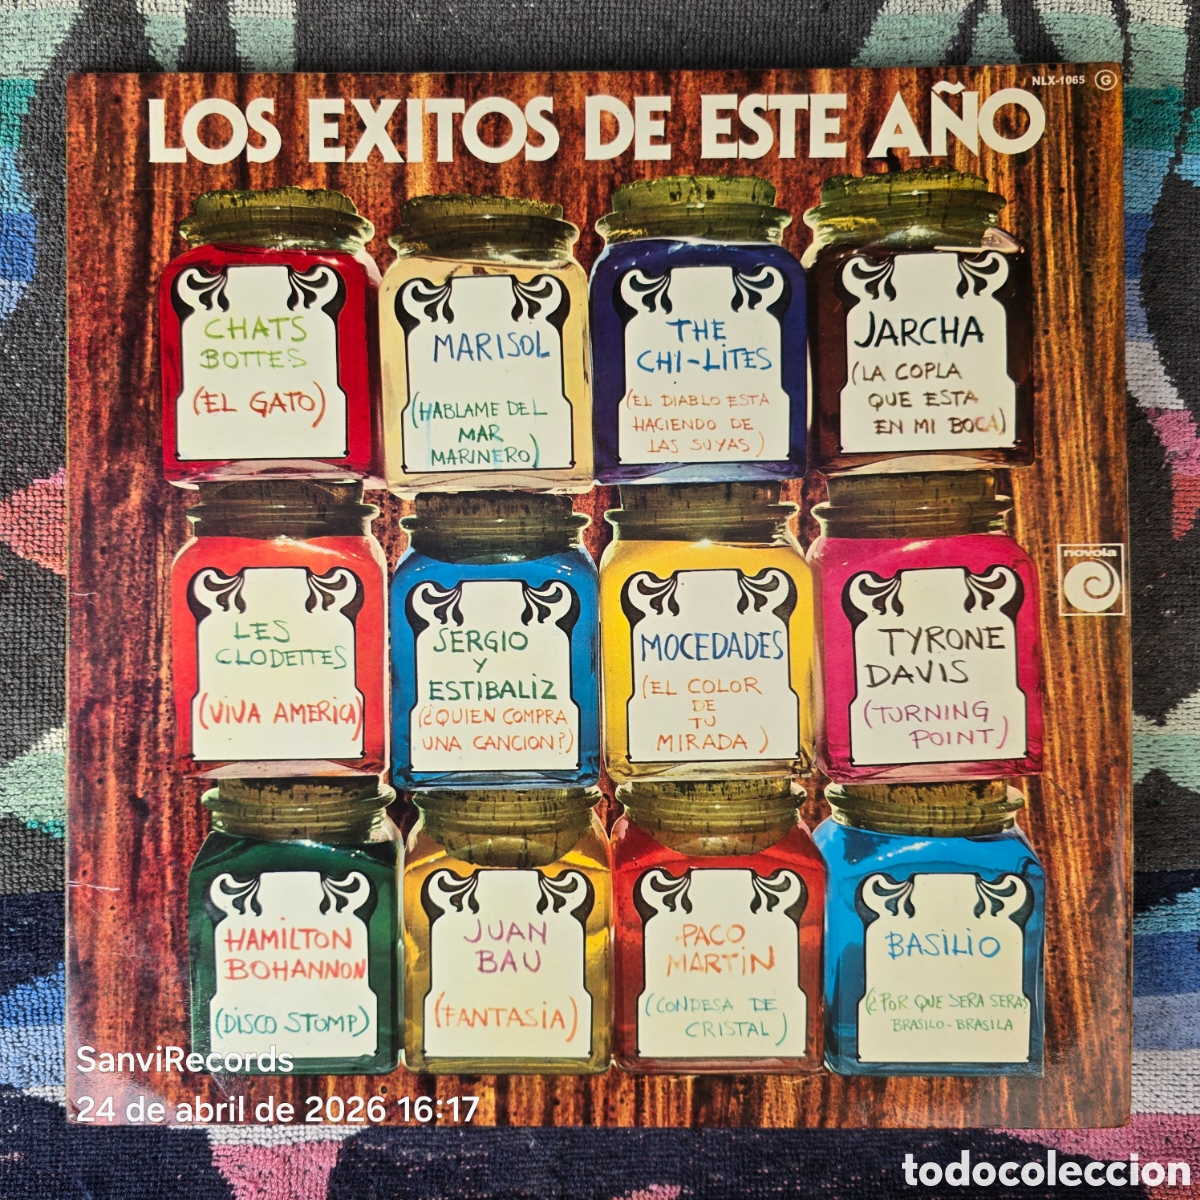 NLX-1065 G
LOS EXITOS DE ESTE AÑO
CHATS
BOTTES
(EL GATO)
MARISOL
(HABLAME DEL
MAR
MARINERO)
THE
CHI-LITES
(EL DIABLO ESTA
HACIENDO DE
LAS SUYAS)
JARCHA
(LA COPLA
QUE ESTA
EN MI BOCA)
novola
LES
CLODETTES
(VIVA AMERICA)
SERGIO
Y
ESTIBALIZ
(¿QUIEN COMPRA
UNA CANCION?)
MOCEDADES
(EL COLOR
DE
TU
MIRADA)
TYRONE
DAVIS
(TURNING
POINT)
HAMILTON
BOHANNON
(DISCO STOMP)
JUAN
BAU
(FANTASIA)
PACO
MARTIN
(CONDESA DE
CRISTAL)
BASILIO
(¿POR QUE SERA SERA?
BRASILO-BRASILA
SanviRecords
24 de abril de 2026 16:17
todocoleccion